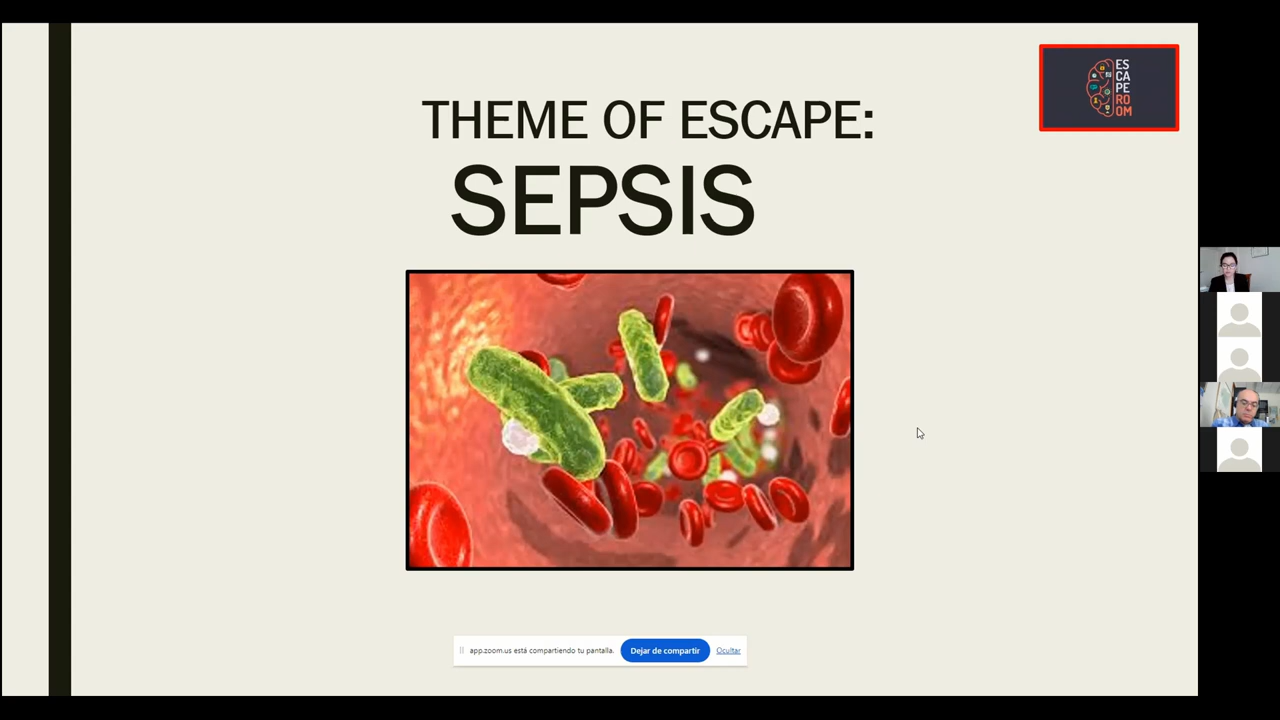 THEME OF ESCAPE:
SEPSIS
ES
CA
PE
RO
OM
app.zoom.us está compartiendo tu pantalla.
Dejar de compartir
Ocultar